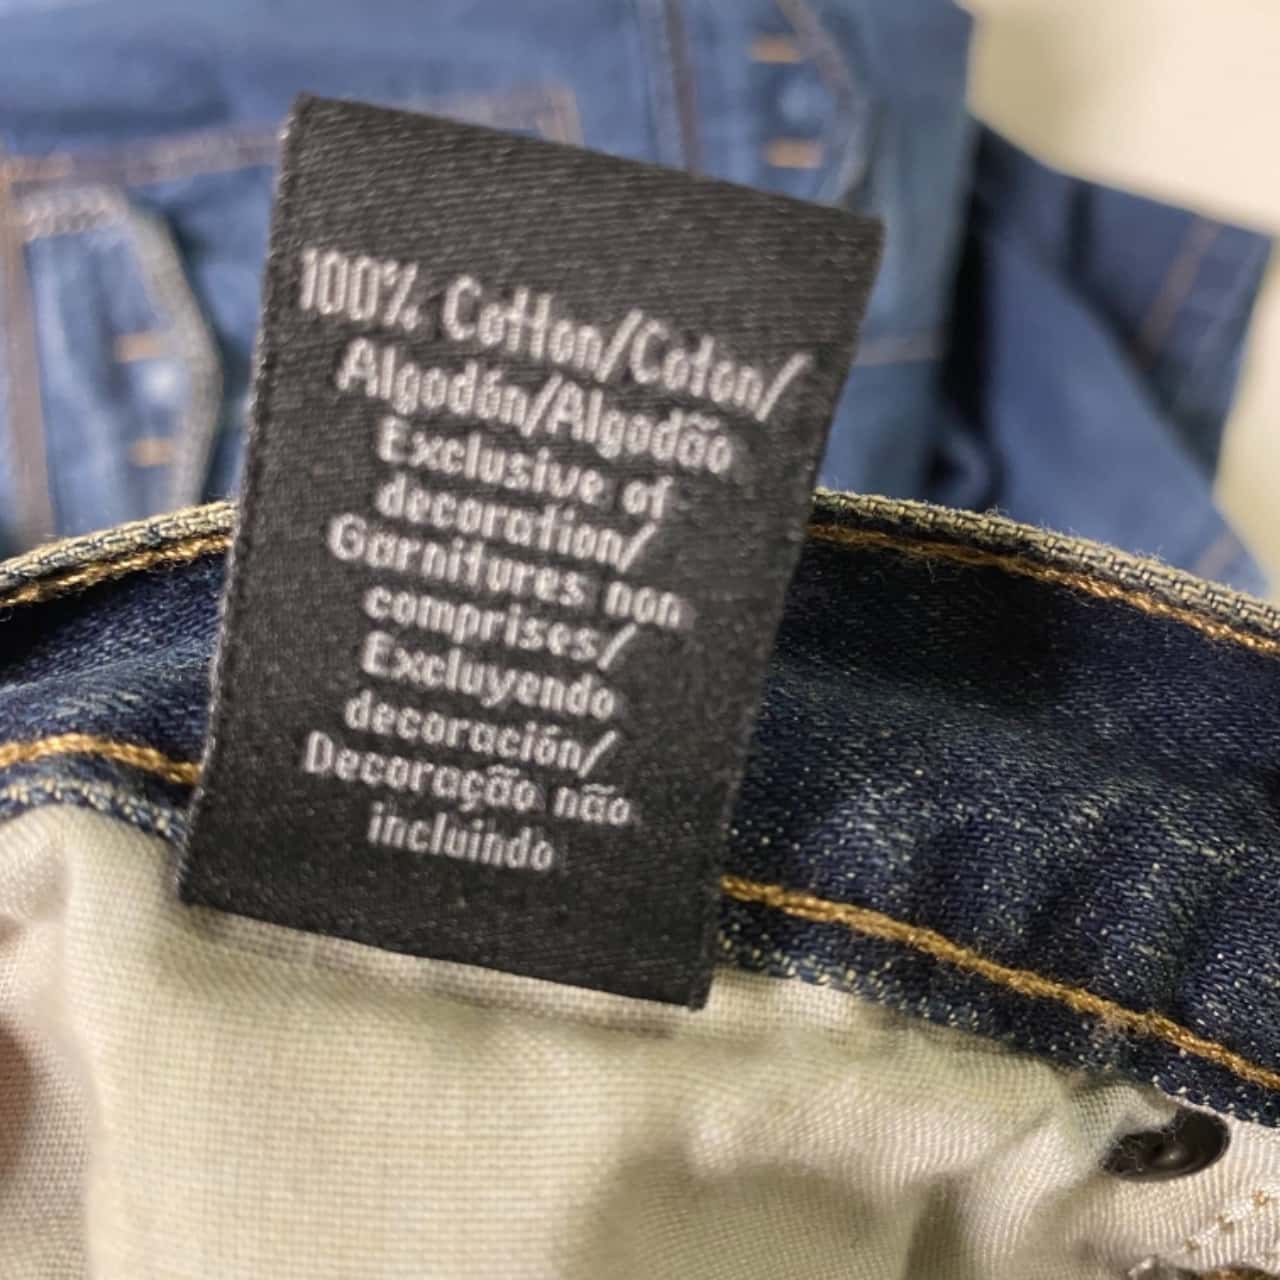 100% Cotton/Coton/
Algodón/Algodão
Exclusive of
decoration/
Garnitures non
comprises/
Excluyendo
decoración/
Decoração não
incluindo